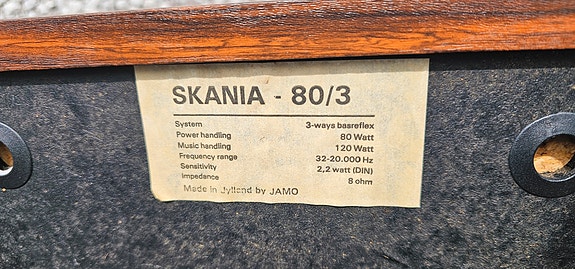 SKANIA - 80/3
System 3-ways basreflex
Power handling 80 Watt
Music handling 120 Watt
Frequency range 32-20.000 Hz
Sensitivity 2,2 watt (DIN)
Impedance 8 ohm
Made in Jylland by JAMO